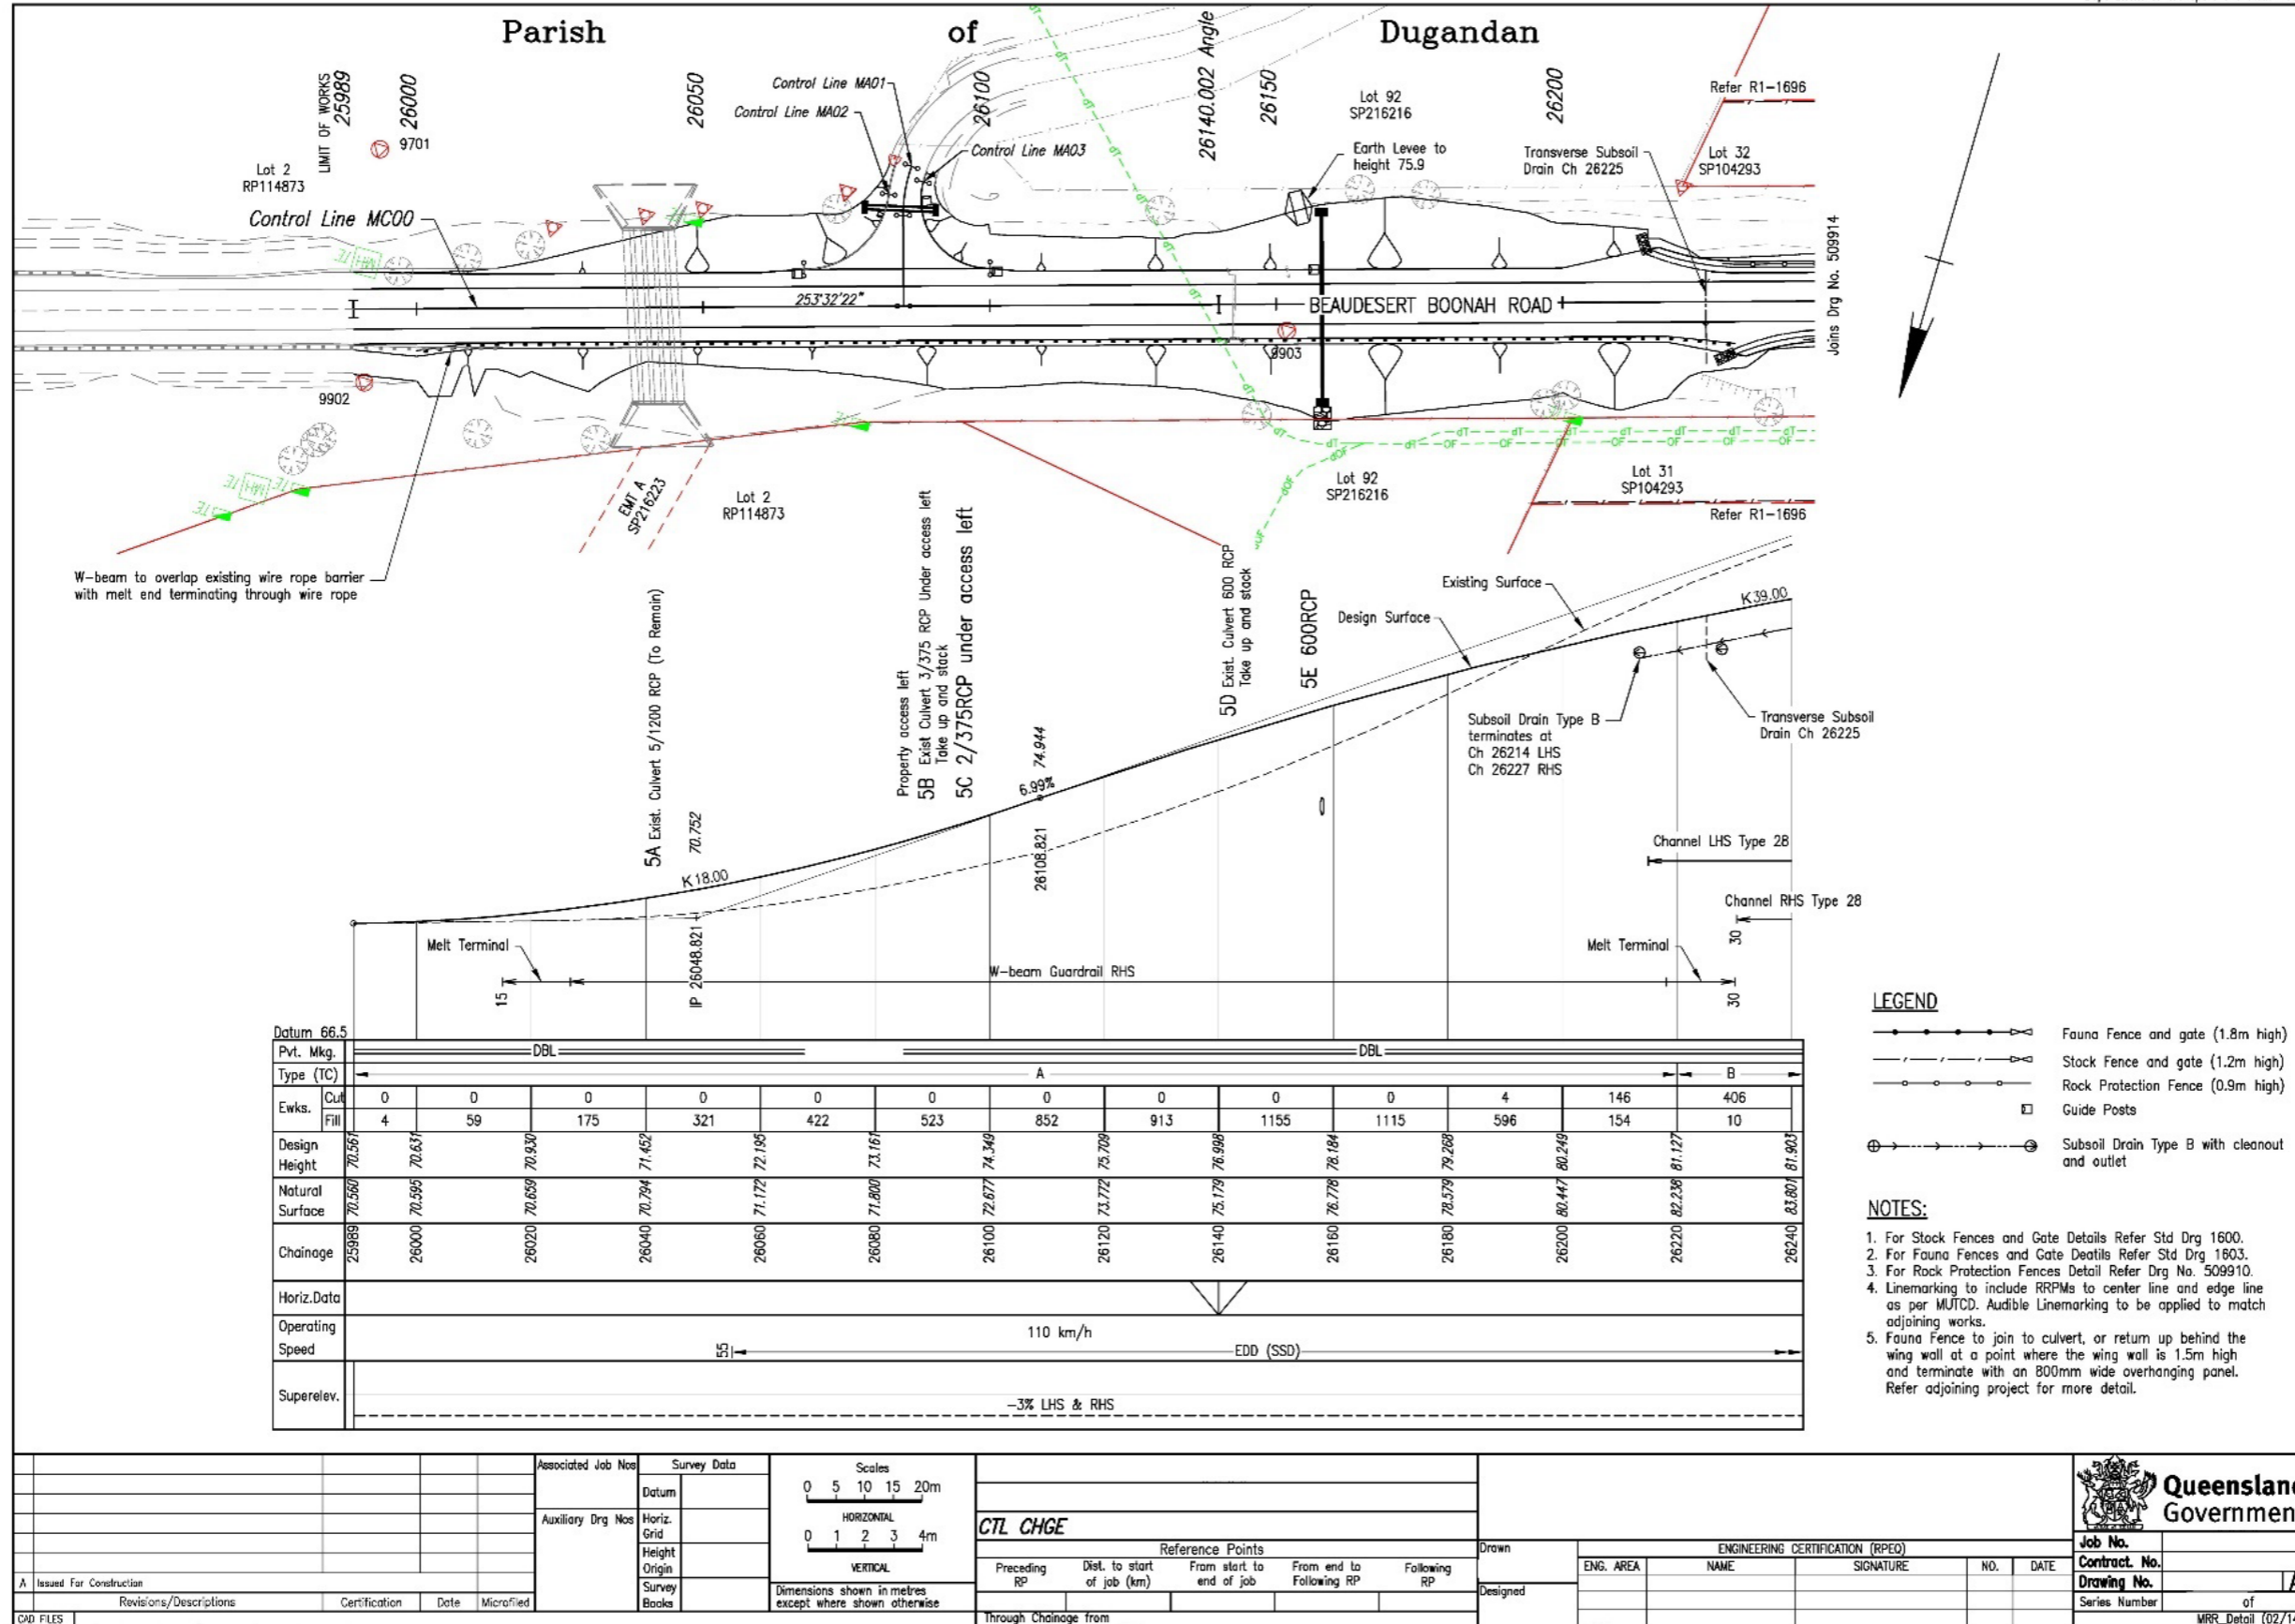 Parish of Dugandan
LIMIT OF WORKS
25989
26000
26050
26100
26140.002 Angle
26150
26200
9701
Lot 2
RP114873
Control Line MC00
Control Line MA01
Control Line MA02
Control Line MA03
Lot 92
SP216216
Earth Levee to
height 75.9
Transverse Subsoil
Drain Ch 26225
Refer R1-1696
Lot 32
SP104293
Joins Drg No. 509914
253°32'22"
BEAUDESERT BOONAH ROAD
9903
9902
EMT A
SP216223
Lot 2
RP114873
Lot 92
SP216216
Lot 31
SP104293
Refer R1-1696
W-beam to overlap existing wire rope barrier
with melt end terminating through wire rope
5A Exist. Culvert 5/1200 RCP (To Remain)
Property access left
5B Exist Culvert 3/375 RCP Under access left
Take up and stack
5C 2/375RCP under access left
5D Exist. Culvert 600 RCP
Take up and stack
5E 600RCP
Existing Surface
Design Surface
K39.00
K18.00
70.752
IP 26048.821
74.944
6.99%
26108.821
Subsoil Drain Type B
terminates at
Ch 26214 LHS
Ch 26227 RHS
Transverse Subsoil
Drain Ch 26225
Channel LHS Type 28
Channel RHS Type 28
30
Melt Terminal
15
W-beam Guardrail RHS
Melt Terminal
30
Datum 66.5
Pvt. Mkg. DBL DBL
Type (TC) A B
Ewks. Cut 0 0 0 0 0 0 0 0 0 0 4 146 406
Fill 4 59 175 321 422 523 852 913 1155 1115 596 154 10
Design Height 70.561 70.631 70.930 71.452 72.195 73.161 74.349 75.709 76.998 78.184 79.268 80.249 81.127 81.903
Natural Surface 70.560 70.595 70.659 70.794 71.172 71.800 72.677 73.772 75.179 76.778 78.579 80.447 82.238 83.801
Chainage 25989 26000 26020 26040 26060 26080 26100 26120 26140 26160 26180 26200 26220 26240
Horiz.Data
Operating Speed 110 km/h
55 EDD (SSD)
Superelev. -3% LHS & RHS
LEGEND
Fauna Fence and gate (1.8m high)
Stock Fence and gate (1.2m high)
Rock Protection Fence (0.9m high)
Guide Posts
Subsoil Drain Type B with cleanout
and outlet
NOTES:
1. For Stock Fences and Gate Details Refer Std Drg 1600.
2. For Fauna Fences and Gate Deatils Refer Std Drg 1603.
3. For Rock Protection Fences Detail Refer Drg No. 509910.
4. Linemarking to include RRPMs to center line and edge line
as per MUTCD. Audible Linemarking to be applied to match
adjoining works.
5. Fauna Fence to join to culvert, or return up behind the
wing wall at a point where the wing wall is 1.5m high
and terminate with an 800mm wide overhanging panel.
Refer adjoining project for more detail.
A Issued For Construction
Revisions/Descriptions Certification Date Microfilmed
CAD FILES
Associated Job Nos
Auxiliary Drg Nos
Survey Data
Datum
Horiz. Grid
Height Origin
Survey Books
Scales
0 5 10 15 20m
HORIZONTAL
0 1 2 3 4m
VERTICAL
Dimensions shown in metres
except where shown otherwise
CTL CHGE
Reference Points
Preceding RP
Dist. to start of job (km)
From start to end of job
From end to Following RP
Following RP
Through Chainage from
Drawn
Designed
ENGINEERING CERTIFICATION (RPEQ)
ENG. AREA NAME SIGNATURE NO. DATE
Queensland
Government
Job No.
Contract. No.
Drawing No. A
Series Number of
MRR_Detail (02/14